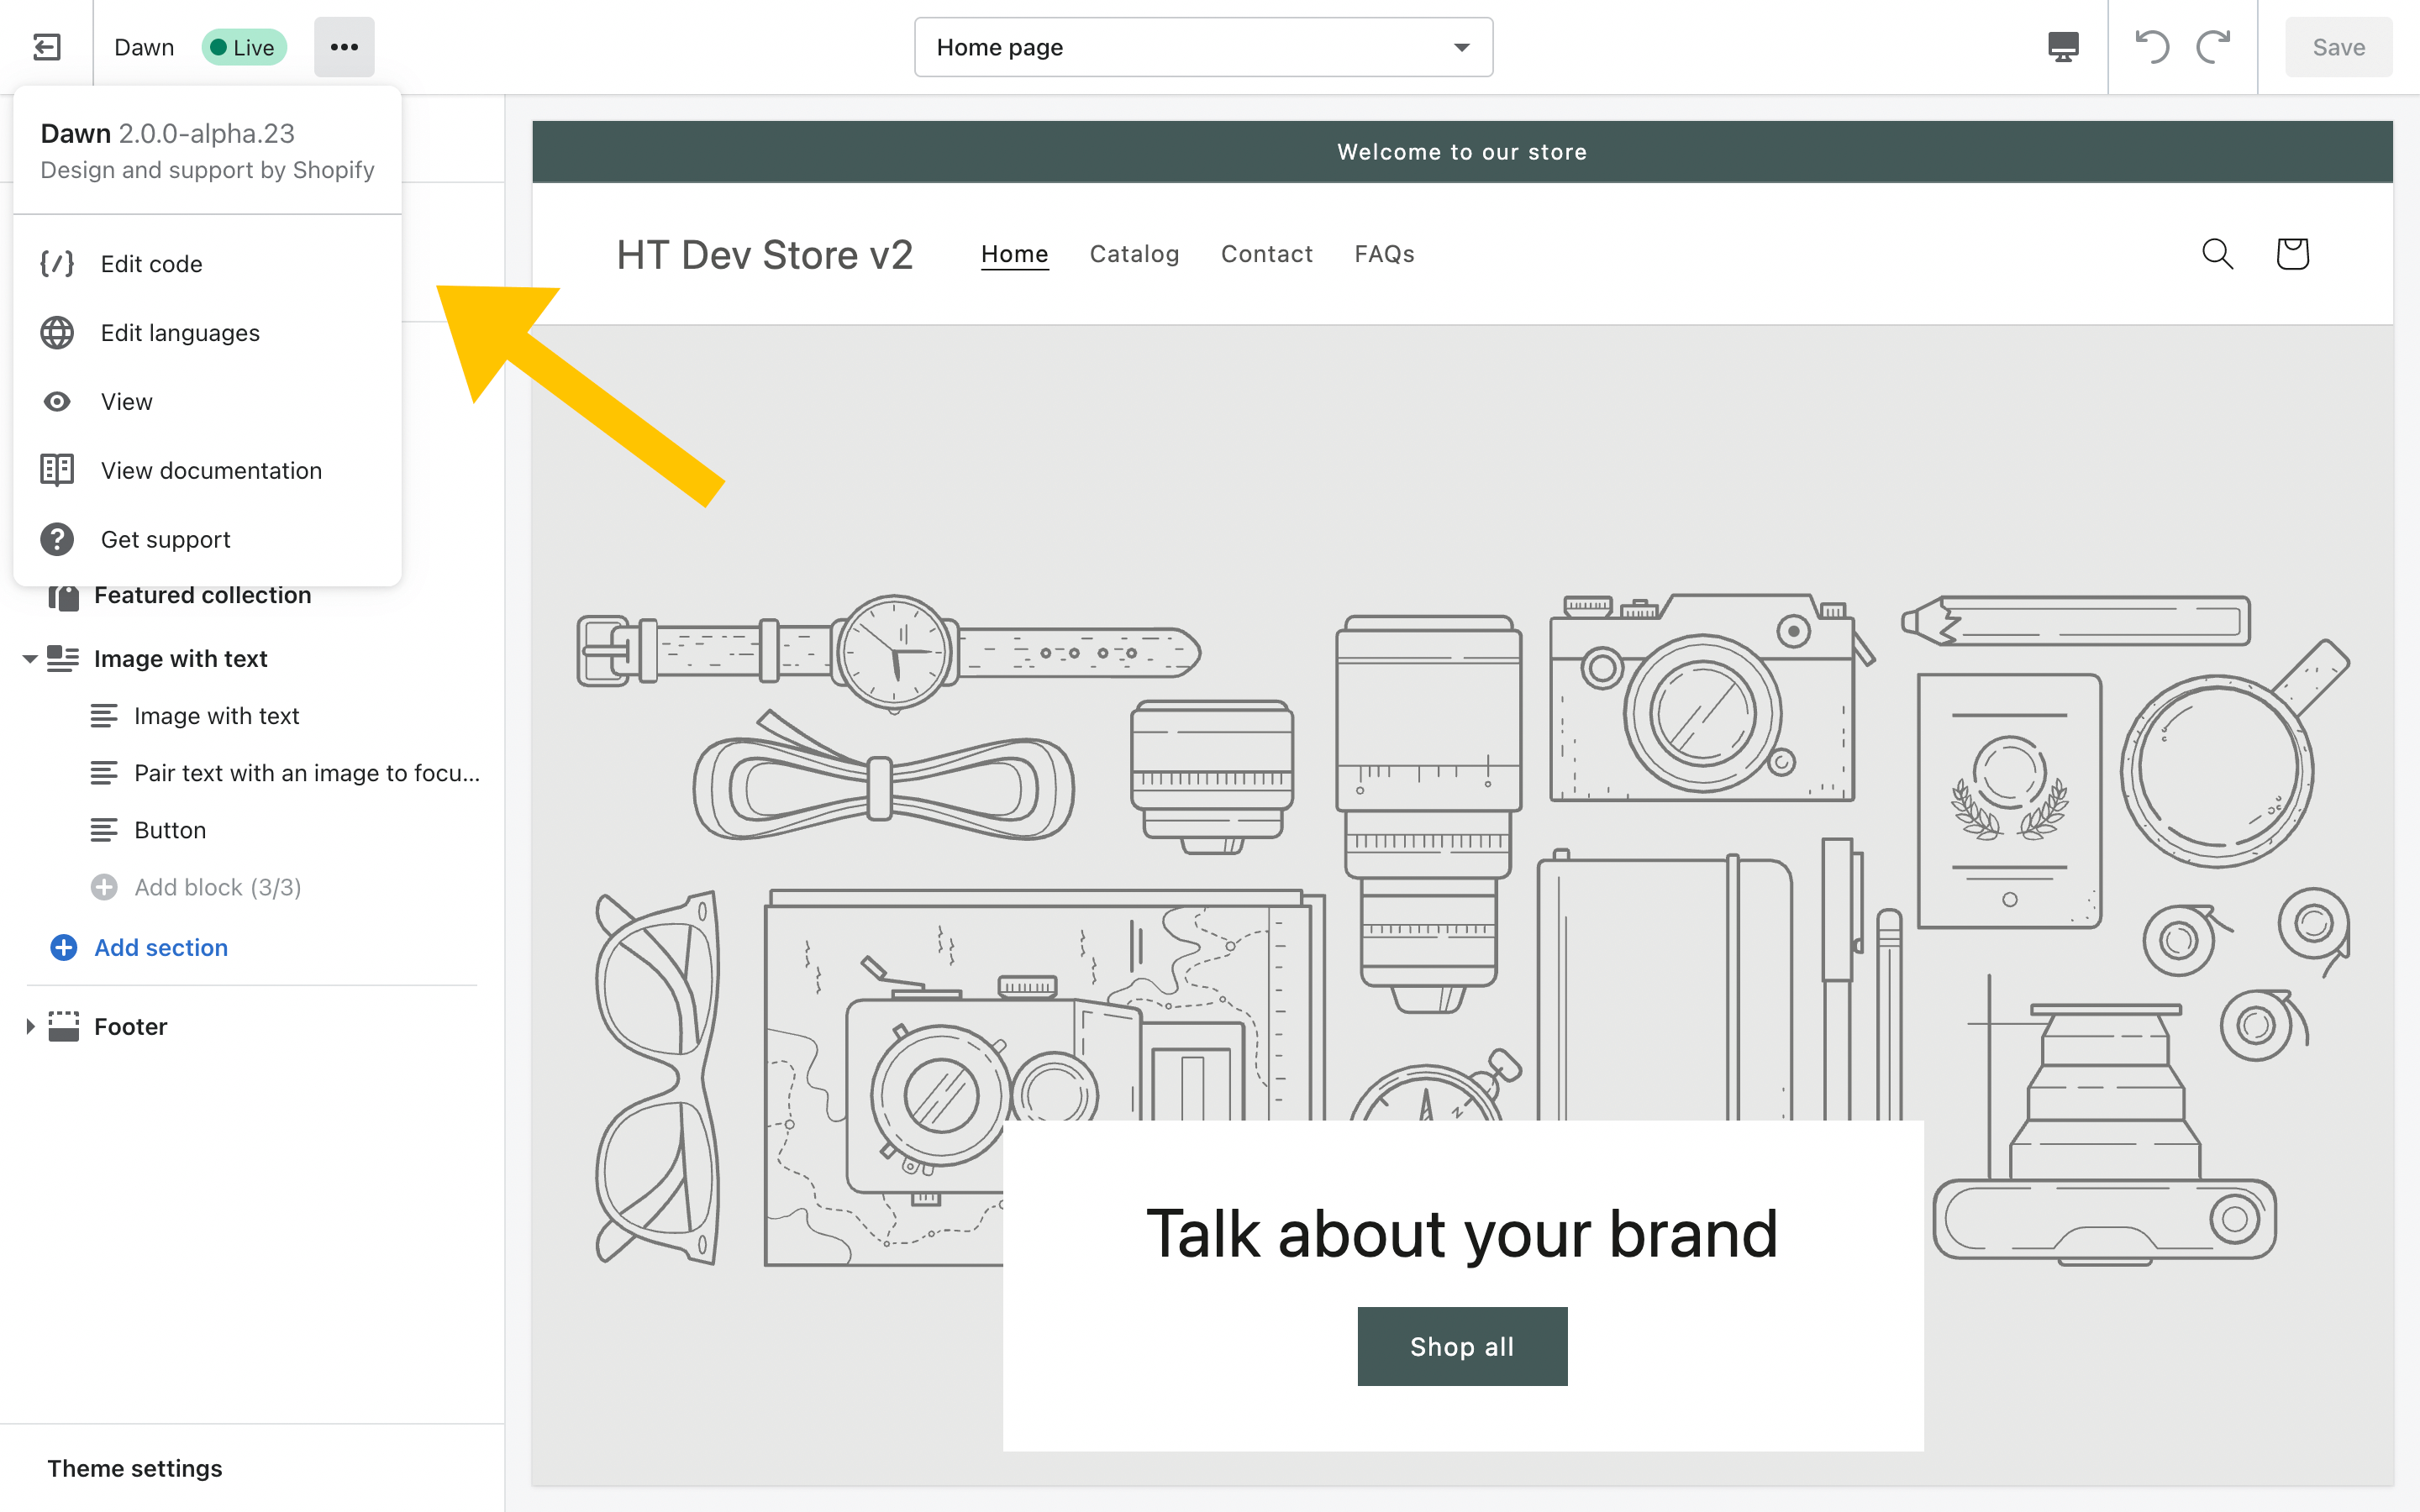 Dawn
Live
Home page
Save
Dawn 2.0.0-alpha.23
Design and support by Shopify
Edit code
Edit languages
View
View documentation
Get support
Featured collection
Image with text
Image with text
Pair text with an image to focu...
Button
Add block (3/3)
Add section
Footer
Theme settings
Welcome to our store
HT Dev Store v2
Home
Catalog
Contact
FAQs
Talk about your brand
Shop all